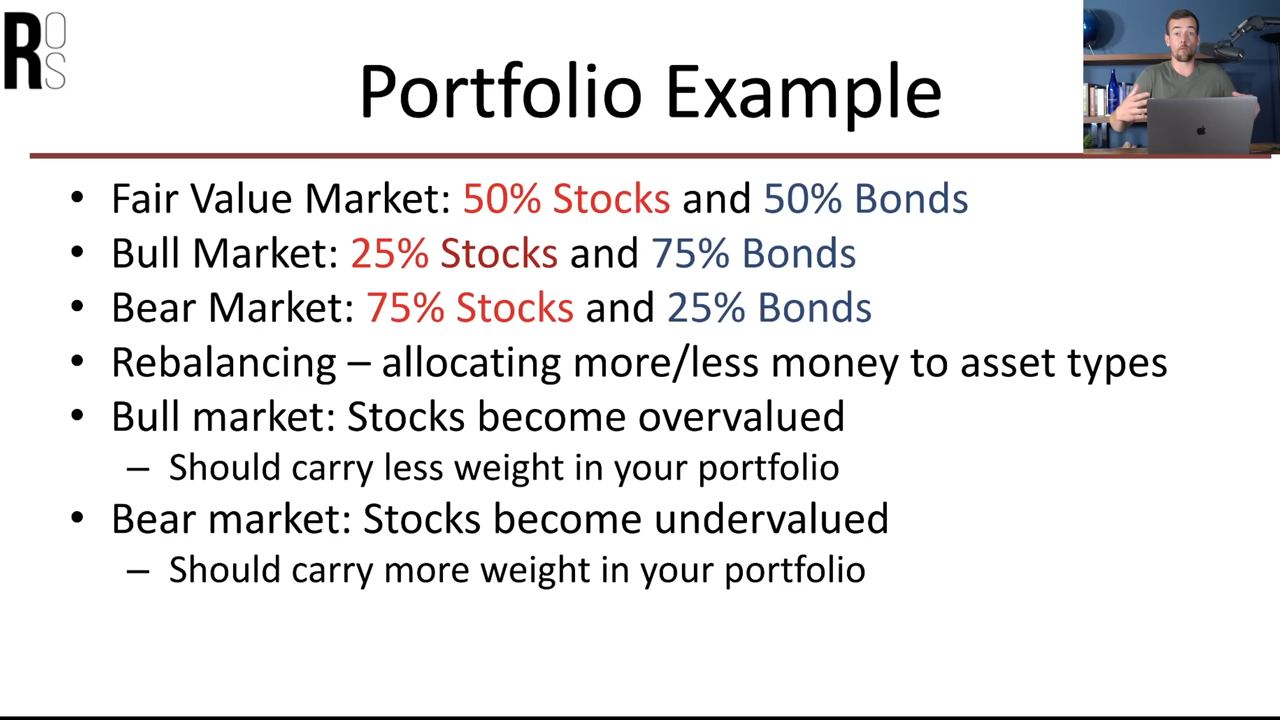 ROSS
Portfolio Example
• Fair Value Market: 50% Stocks and 50% Bonds
• Bull Market: 25% Stocks and 75% Bonds
• Bear Market: 75% Stocks and 25% Bonds
• Rebalancing – allocating more/less money to asset types
• Bull market: Stocks become overvalued
– Should carry less weight in your portfolio
• Bear market: Stocks become undervalued
– Should carry more weight in your portfolio